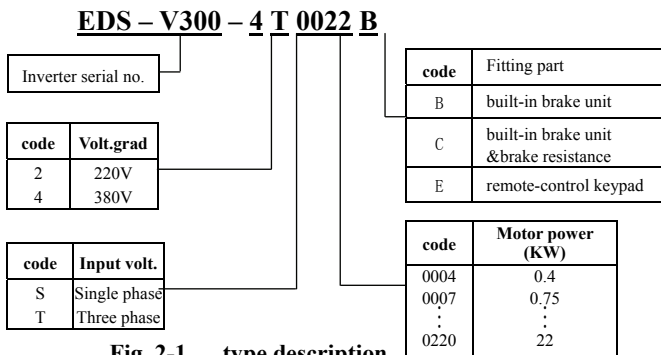 EDS – V300 – 4 T 0022 B
Inverter serial no.
code Volt.grad
2 220V
4 380V
code Input volt.
S Single phase
T Three phase
code Fitting part
B built-in brake unit
C built-in brake unit
&brake resistance
E remote-control keypad
code Motor power
(KW)
0004 0.4
0007 0.75
⋮ ⋮
0220 22
Fig. 2-1 type description